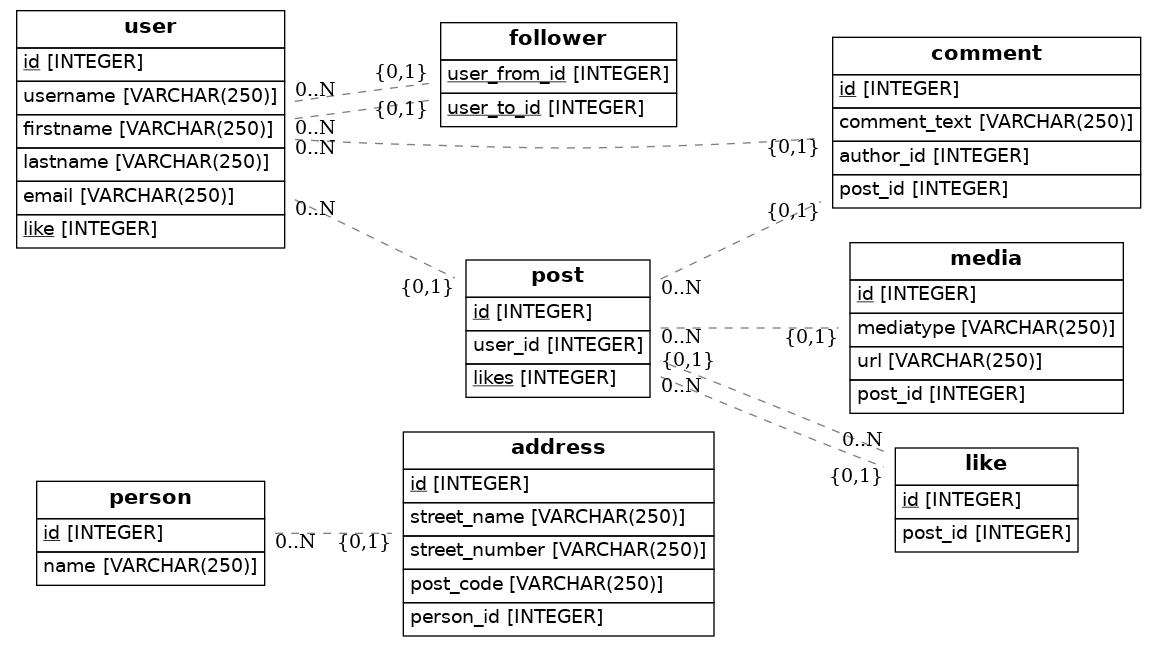 user
id [INTEGER]
username [VARCHAR(250)]
firstname [VARCHAR(250)]
lastname [VARCHAR(250)]
email [VARCHAR(250)]
like [INTEGER]
0..N
{0,1}
0..N
{0,1}
0..N
{0,1}
0..N
{0,1}
follower
user_from_id [INTEGER]
user_to_id [INTEGER]
comment
id [INTEGER]
comment_text [VARCHAR(250)]
author_id [INTEGER]
post_id [INTEGER]
{0,1}
0..N
post
id [INTEGER]
user_id [INTEGER]
likes [INTEGER]
0..N
{0,1}
{0,1}
0..N
0..N
{0,1}
media
id [INTEGER]
mediatype [VARCHAR(250)]
url [VARCHAR(250)]
post_id [INTEGER]
like
id [INTEGER]
post_id [INTEGER]
person
id [INTEGER]
name [VARCHAR(250)]
0..N
{0,1}
address
id [INTEGER]
street_name [VARCHAR(250)]
street_number [VARCHAR(250)]
post_code [VARCHAR(250)]
person_id [INTEGER]